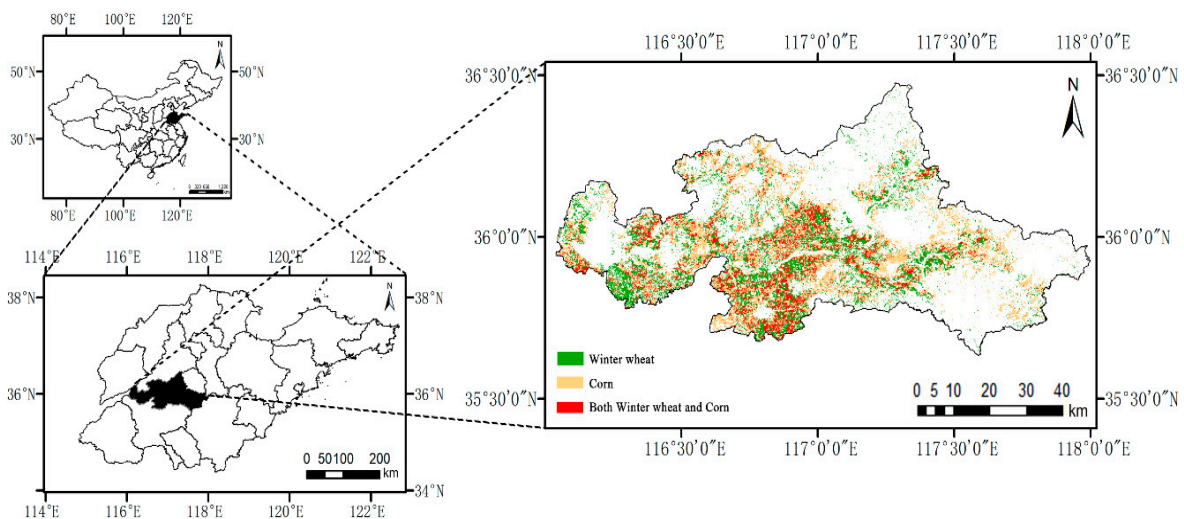 80°E 100°E 120°E
N
50°N 50°N
30°N 30°N
km
80°E 100°E 120°E
114°E 116°E 118°E 120°E 122°E
N
38°N 38°N
36°N 36°N
0 50100 200
km
34°N
114°E 116°E 118°E 120°E 122°E
116°30′0″E 117°0′0″E 117°30′0″E 118°0′0″E
36°30′0″N 36°30′0″N
N
36°0′0″N 36°0′0″N
Winter wheat
Corn
Both Winter wheat and Corn
35°30′0″N 35°30′0″N
0 5 10 20 30 40
km
116°30′0″E 117°0′0″E 117°30′0″E 118°0′0″E